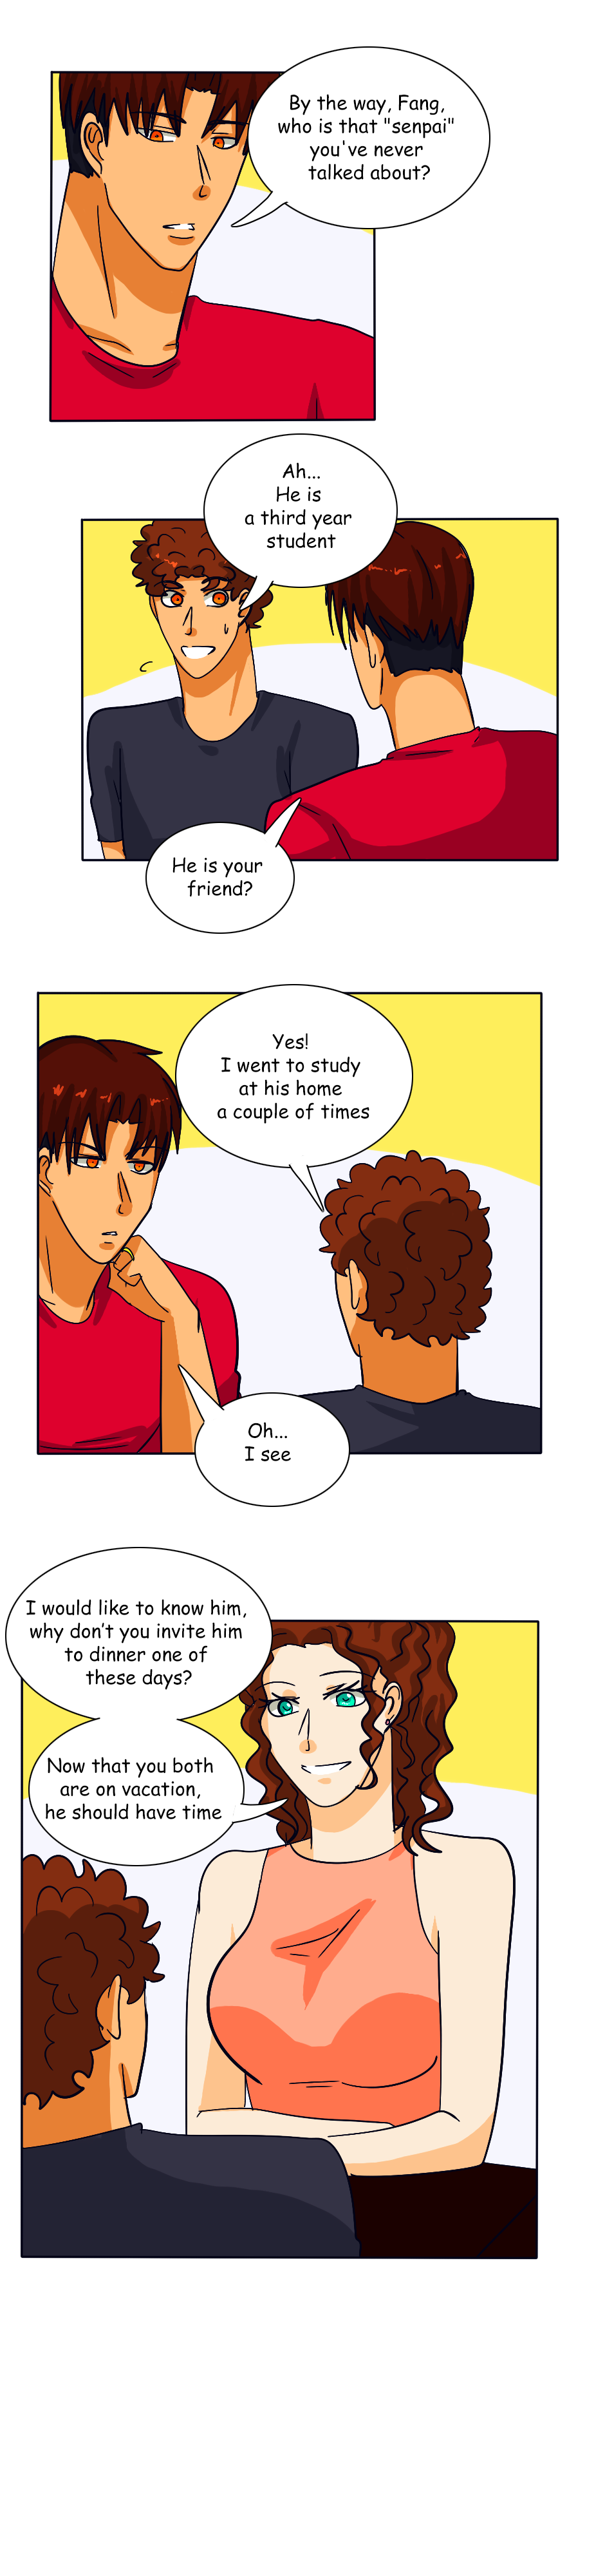 By the way, Fang,
who is that "senpai"
you've never
talked about?
Ah...
He is
a third year
student
He is your
friend?
Yes!
I went to study
at his home
a couple of times
Oh...
I see
I would like to know him,
why don't you invite him
to dinner one of
these days?
Now that you both
are on vacation,
he should have time